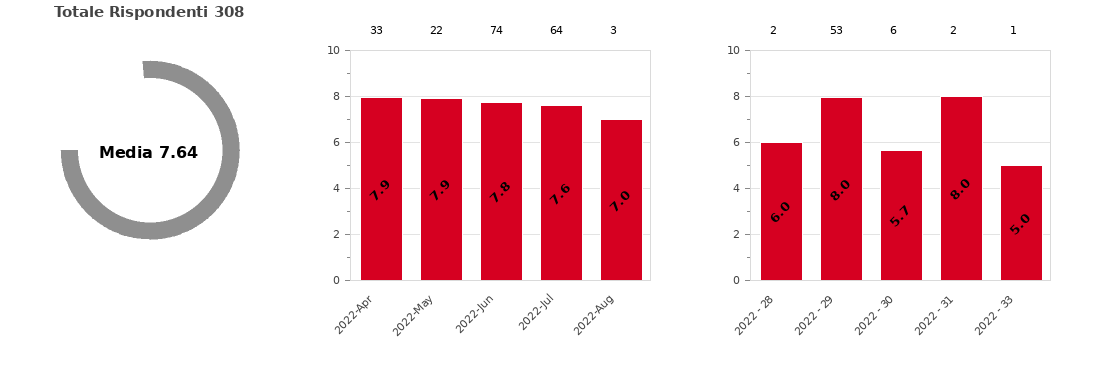 Totale Rispondenti 308
Media 7.64
33 22 74 64 3
10
8
6
4
2
0
7.9 7.9 7.8 7.6 7.0
2022-Apr 2022-May 2022-Jun 2022-Jul 2022-Aug
2 53 6 2 1
10
8
6
4
2
0
6.0 8.0 5.7 8.0 5.0
2022 - 28 2022 - 29 2022 - 30 2022 - 31 2022 - 33